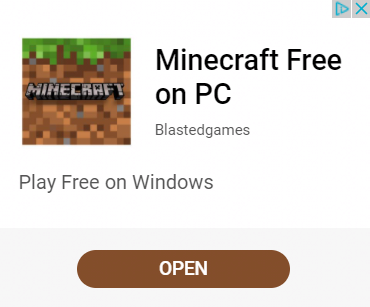 MINECRAFT
Minecraft Free
on PC
Blastedgames
Play Free on Windows
OPEN